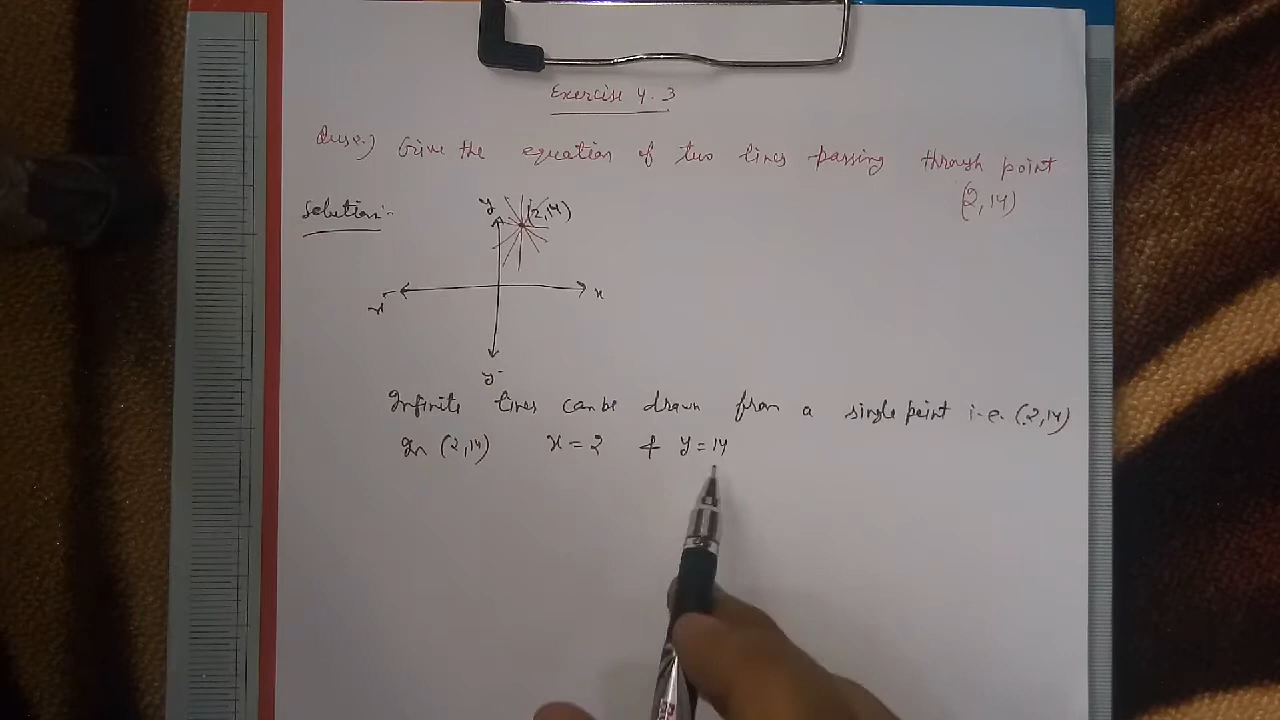 Exercise 4.3
Ques2.) Give the equation of two lines passing through point
(2,14)
Solution:-
y
(2,14)
x'
x
y'
Infinite lines can be drawn from a single point i.e. (2,14)
In (2,14) x = 2 & y = 14